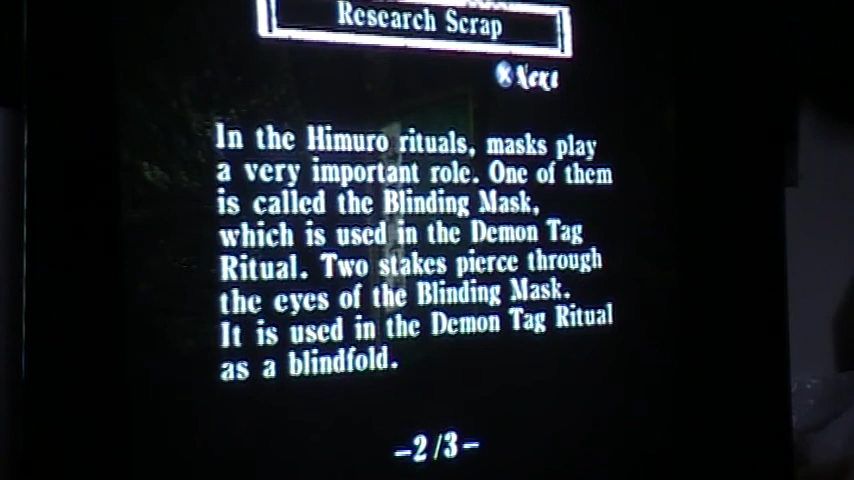 Research Scrap
X Next
In the Himuro rituals, masks play
a very important role. One of them
is called the Blinding Mask,
which is used in the Demon Tag
Ritual. Two stakes pierce through
the eyes of the Blinding Mask.
It is used in the Demon Tag Ritual
as a blindfold.
-2/3-